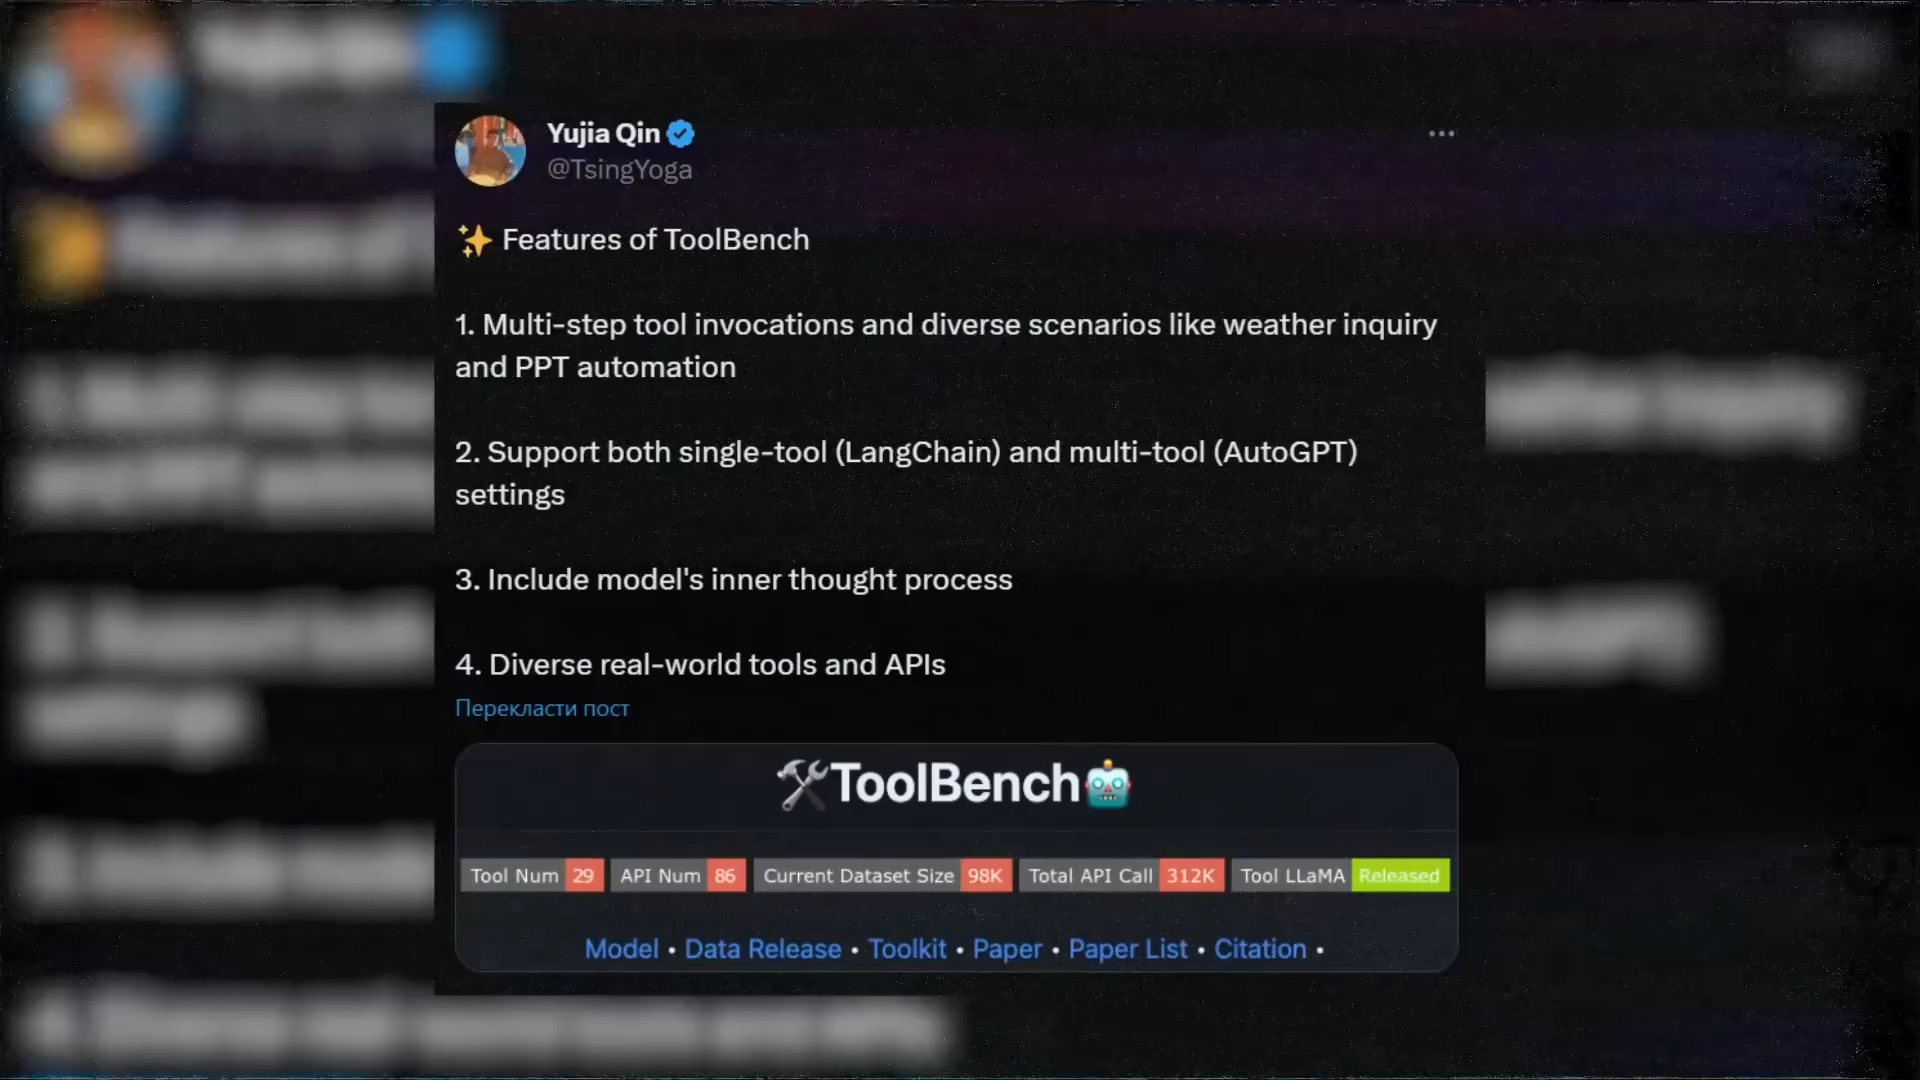 Yujia Qin
@TsingYoga
✨ Features of ToolBench
1. Multi-step tool invocations and diverse scenarios like weather inquiry
and PPT automation
2. Support both single-tool (LangChain) and multi-tool (AutoGPT)
settings
3. Include model's inner thought process
4. Diverse real-world tools and APIs
Перекласти пост
🛠️ToolBench🤖
Tool Num 29 API Num 86 Current Dataset Size 98K Total API Call 312K Tool LLaMA Released
Model • Data Release • Toolkit • Paper • Paper List • Citation •